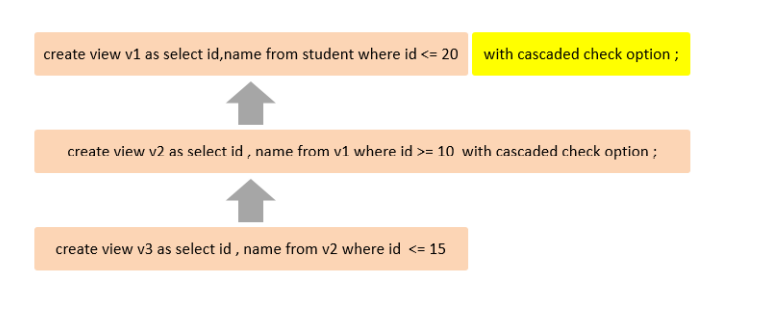 create view v1 as select id,name from student where id <= 20 with cascaded check option ;
create view v2 as select id , name from v1 where id >= 10 with cascaded check option ;
create view v3 as select id , name from v2 where id <= 15